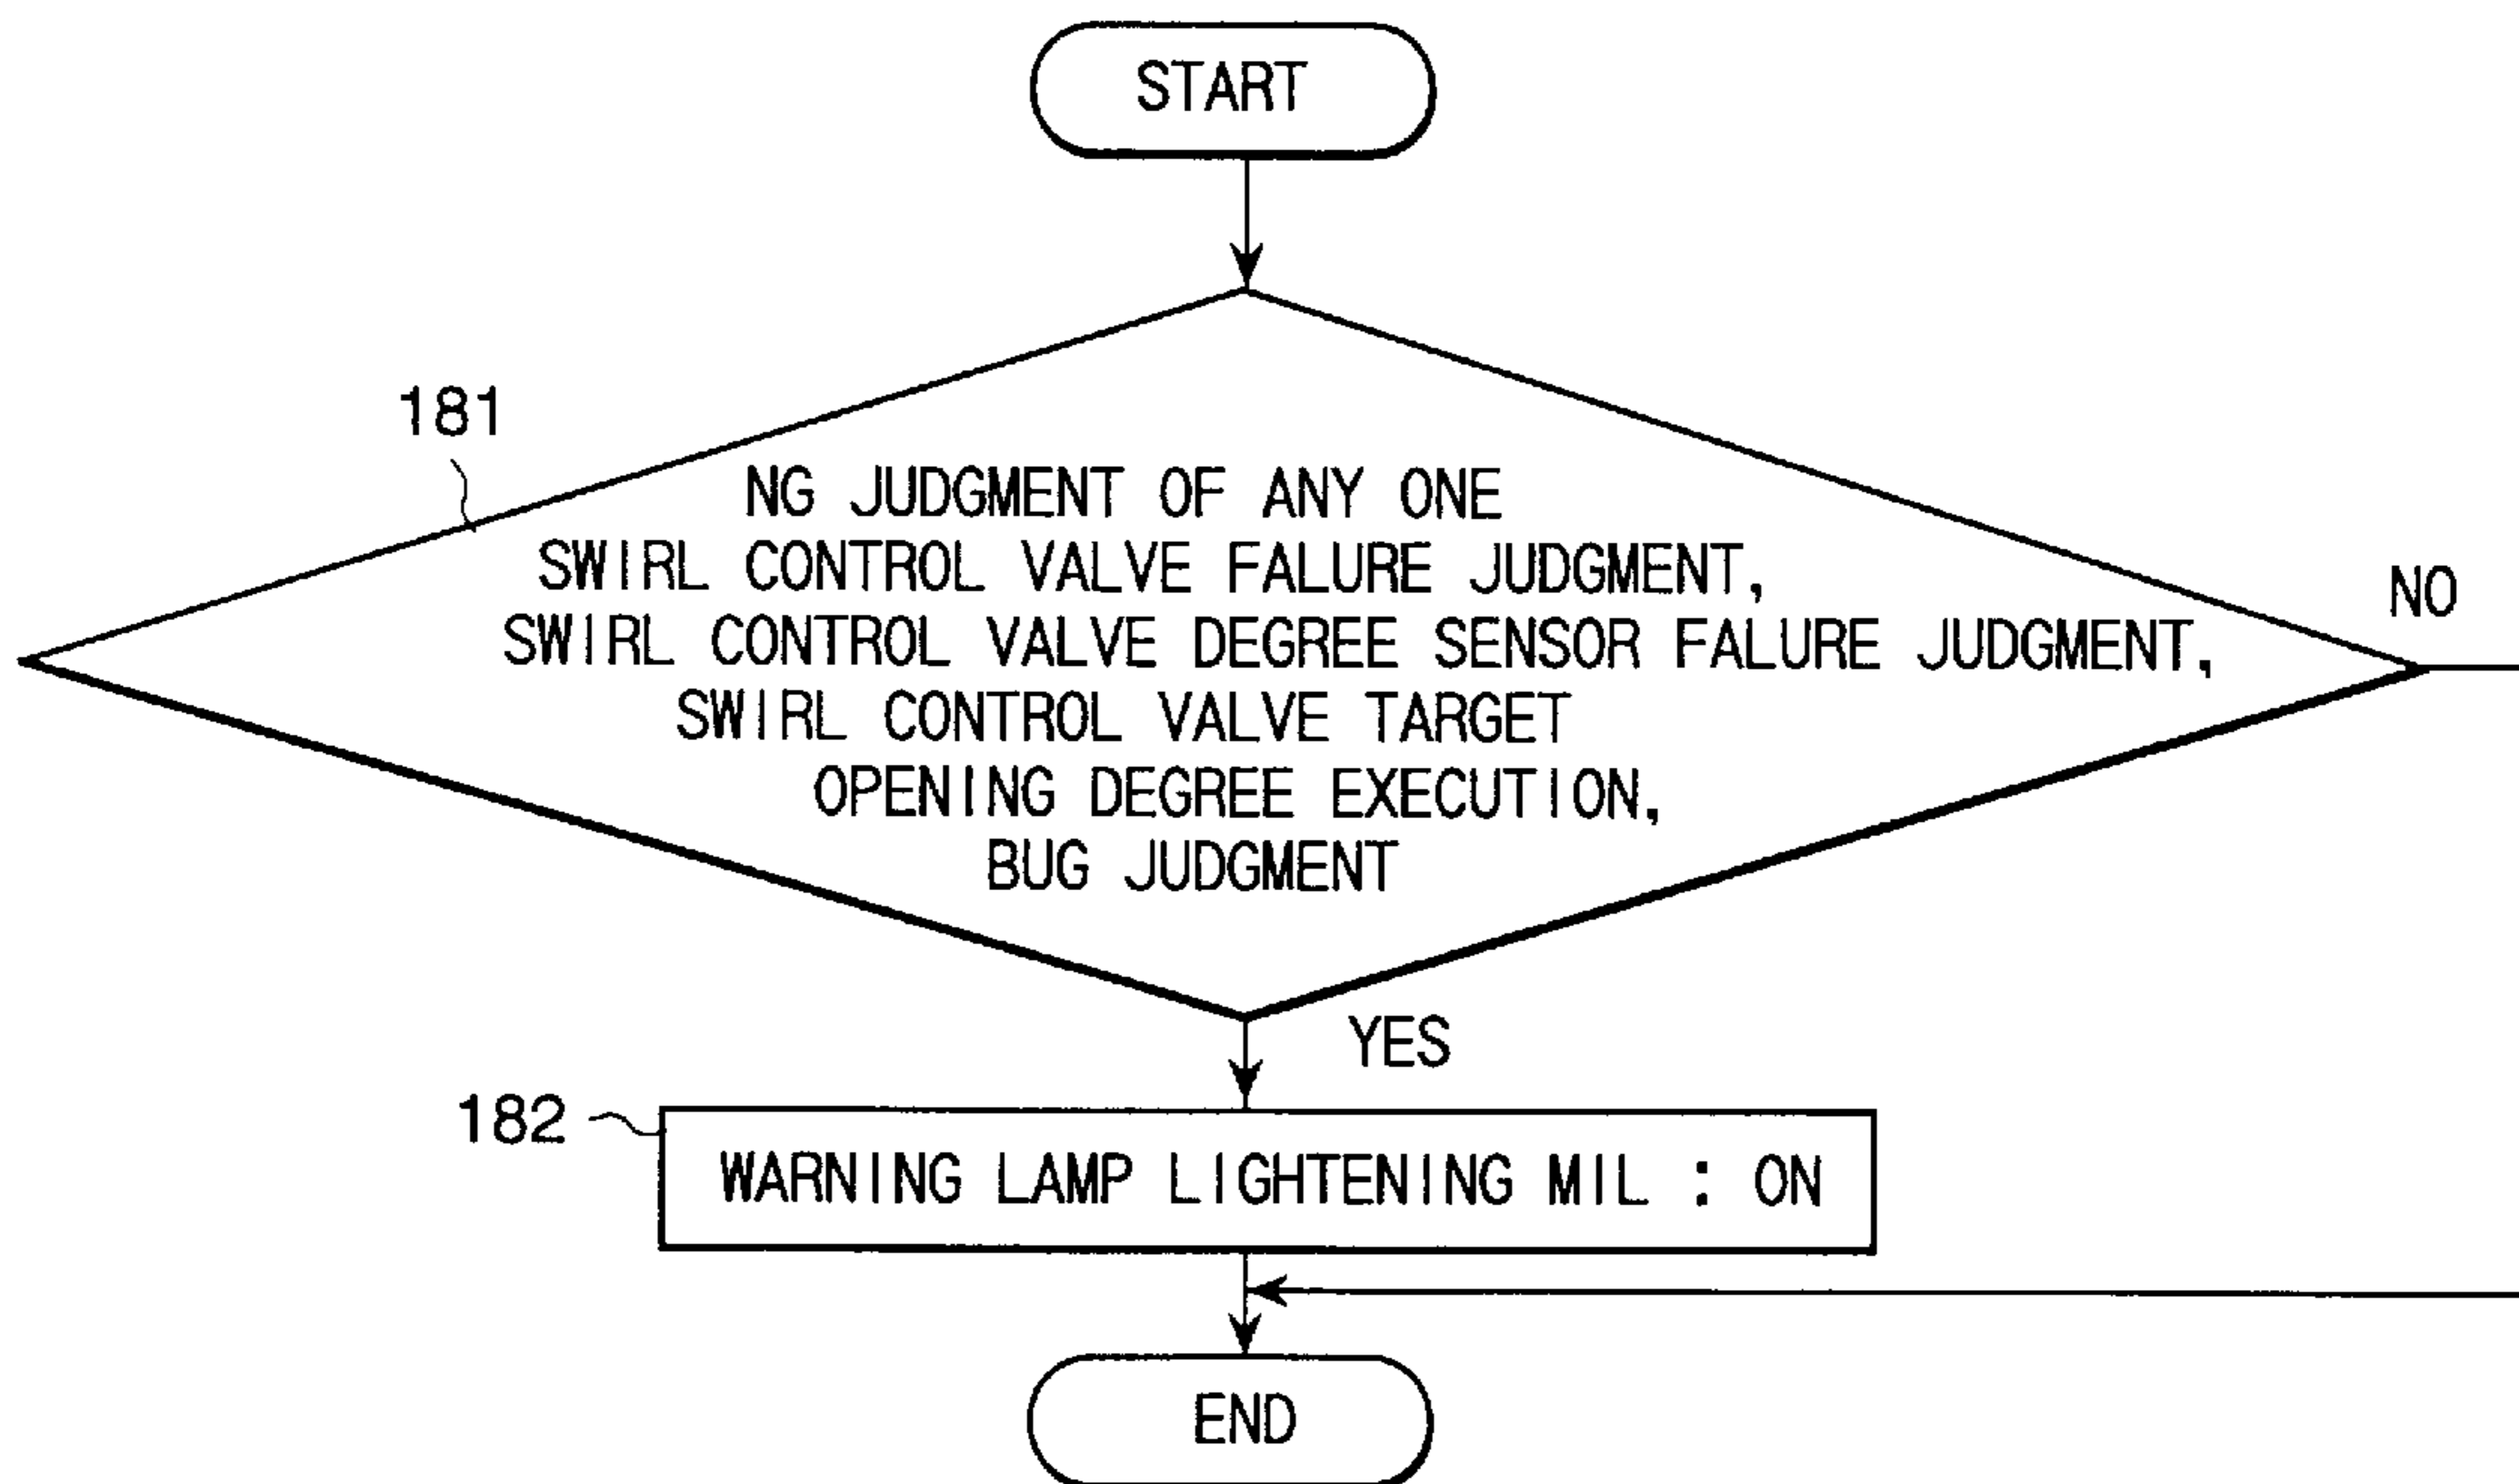 START
181
NG JUDGMENT OF ANY ONE
SWIRL CONTROL VALVE FALURE JUDGMENT,
SWIRL CONTROL VALVE DEGREE SENSOR FALURE JUDGMENT,
SWIRL CONTROL VALVE TARGET
OPENING DEGREE EXECUTION,
BUG JUDGMENT
NO
YES
182
WARNING LAMP LIGHTENING MIL : ON
END